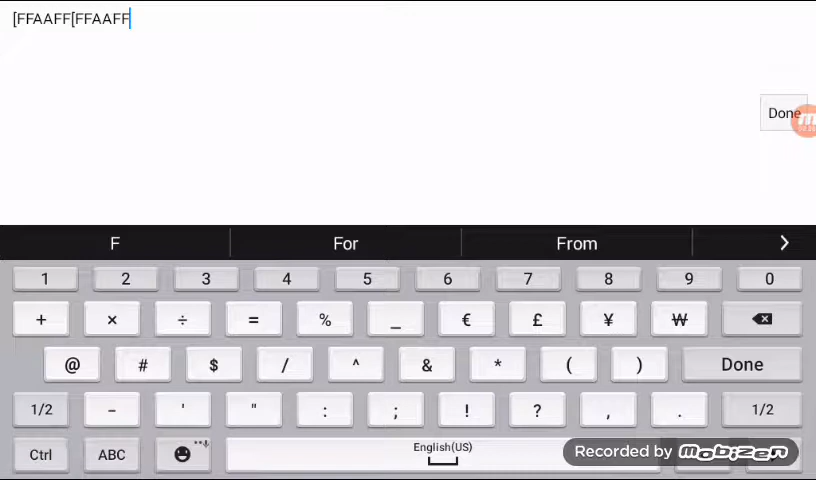 [FFAAFF[FFAAFF
Done
F For From
1 2 3 4 5 6 7 8 9 0
+ × ÷ = % _ € £ ¥ ₩
@ # $ / ^ & * ( ) Done
1/2 - ' " : ; ! ? , . 1/2
Ctrl ABC English(US)
Recorded by mobizen